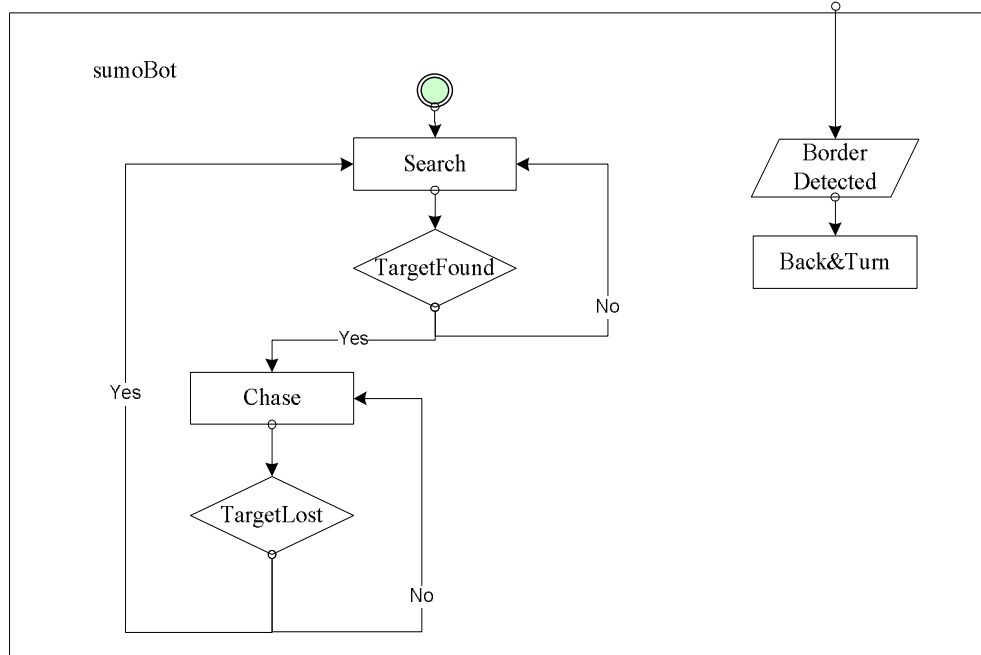 sumoBot
Search
Border
Detected
TargetFound
Back&Turn
No
Yes
Yes
Chase
TargetLost
No